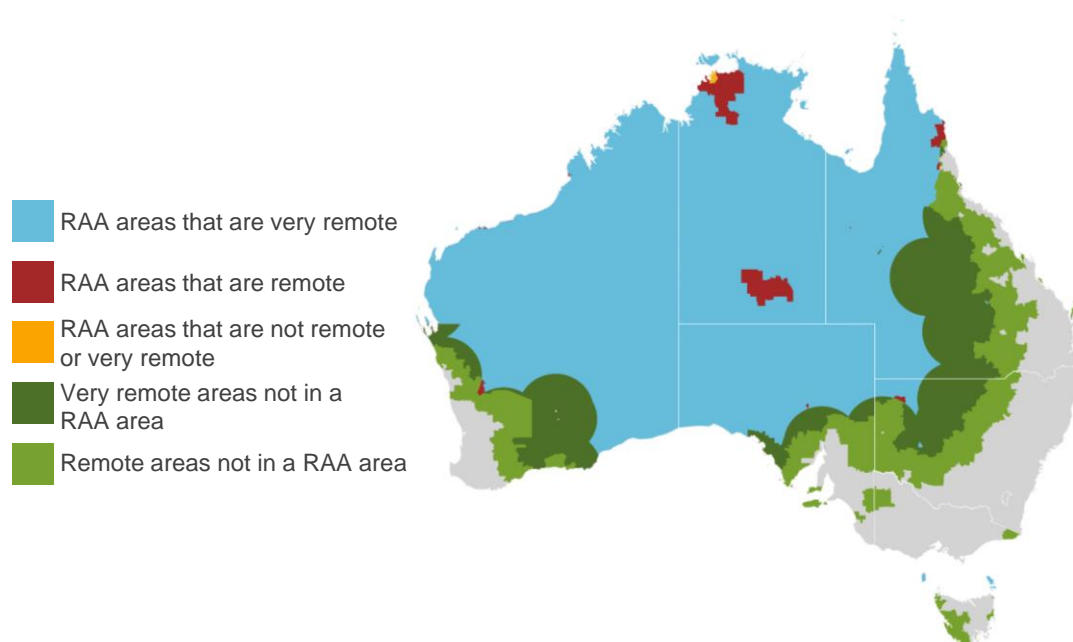 RAA areas that are very remote
RAA areas that are remote
RAA areas that are not remote
or very remote
Very remote areas not in a
RAA area
Remote areas not in a RAA area